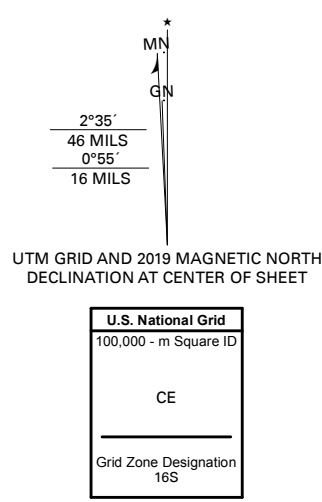 ★
MN
GN
2°35´
46 MILS
0°55´
16 MILS
UTM GRID AND 2019 MAGNETIC NORTH
DECLINATION AT CENTER OF SHEET
U.S. National Grid
100,000 - m Square ID
CE
Grid Zone Designation
16S